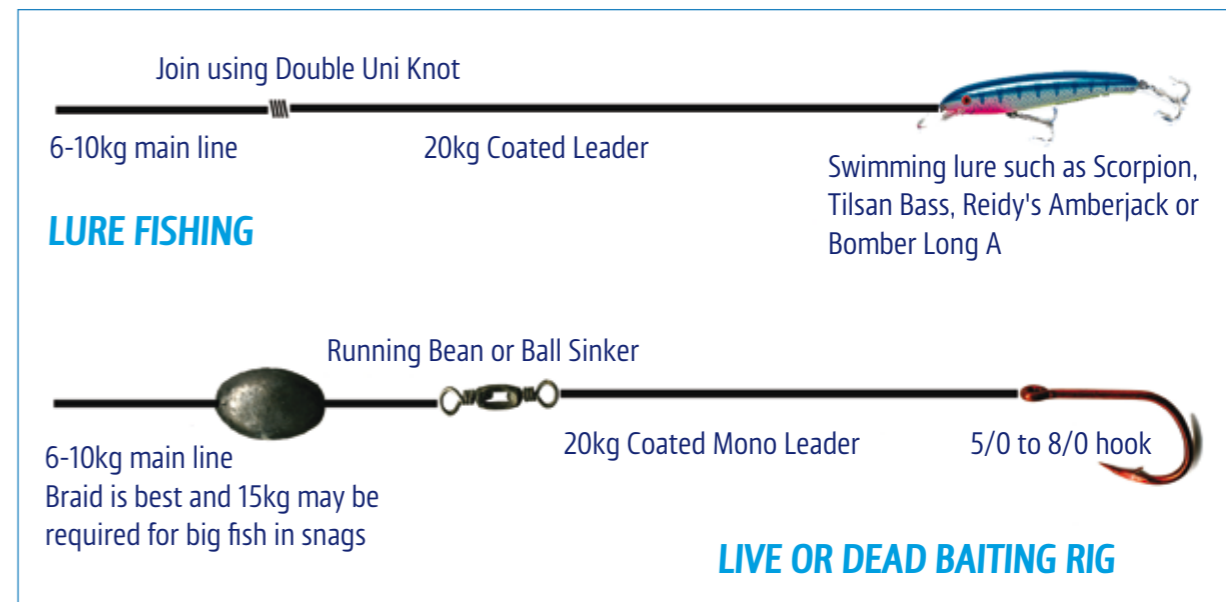 Join using Double Uni Knot
6-10kg main line
20kg Coated Leader
Swimming lure such as Scorpion,
Tilsan Bass, Reidy's Amberjack or
Bomber Long A
LURE FISHING
Running Bean or Ball Sinker
6-10kg main line
Braid is best and 15kg may be
required for big fish in snags
20kg Coated Mono Leader
5/0 to 8/0 hook
LIVE OR DEAD BAITING RIG